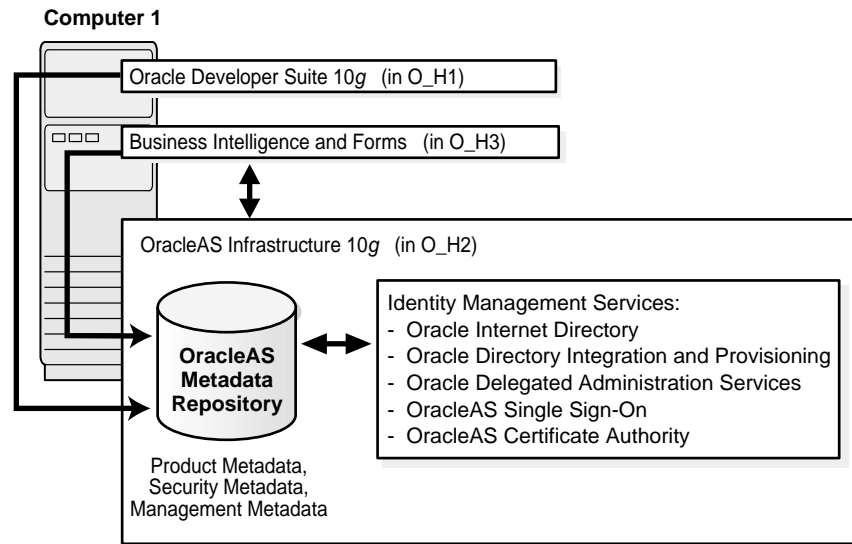 Computer 1
Oracle Developer Suite 10g (in O_H1)
Business Intelligence and Forms (in O_H3)
OracleAS Infrastructure 10g (in O_H2)
OracleAS
Metadata
Repository
Product Metadata,
Security Metadata,
Management Metadata
Identity Management Services:
- Oracle Internet Directory
- Oracle Directory Integration and Provisioning
- Oracle Delegated Administration Services
- OracleAS Single Sign-On
- OracleAS Certificate Authority